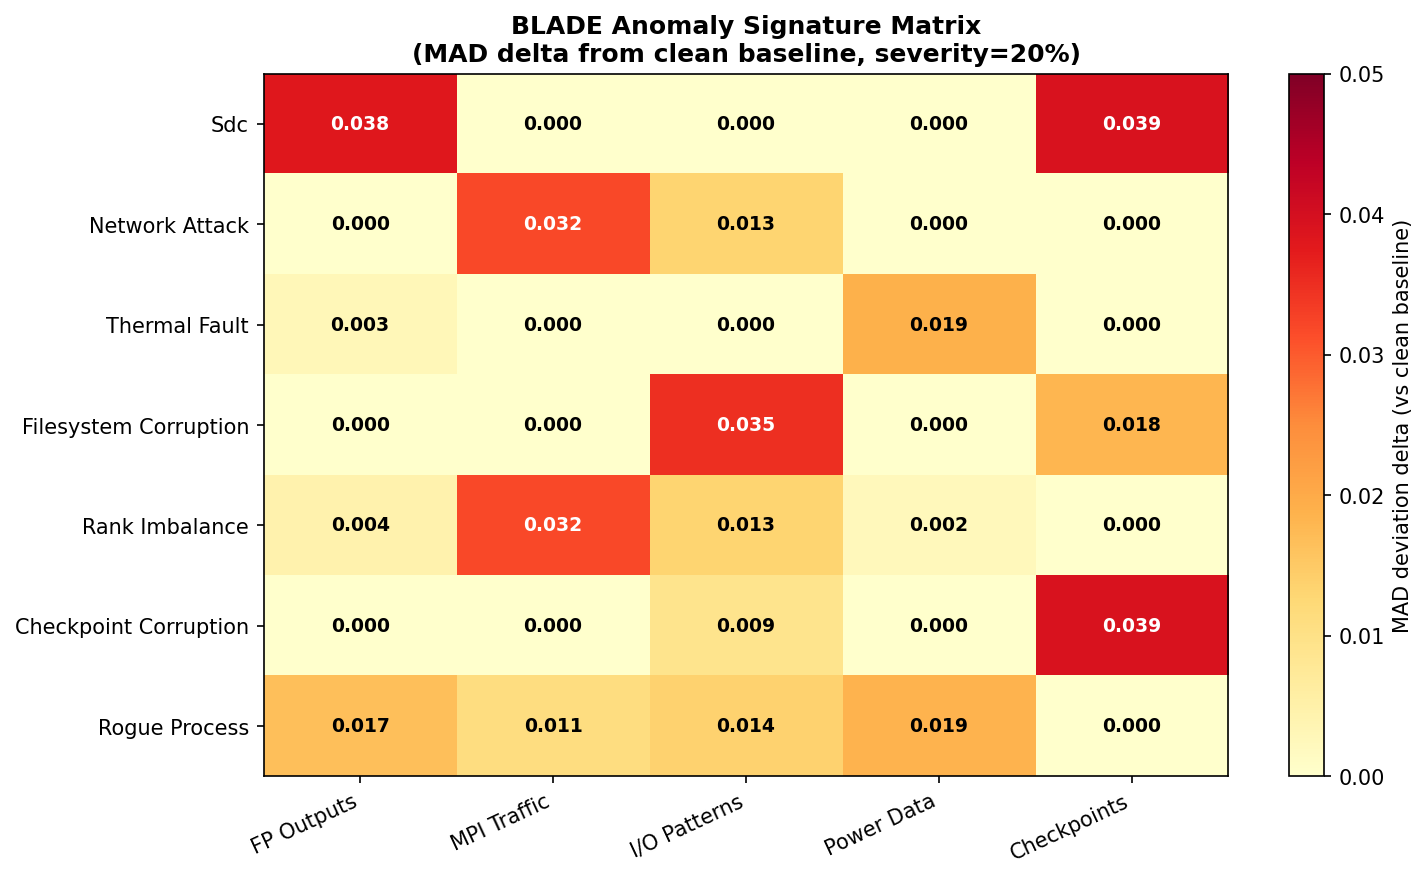 BLADE Anomaly Signature Matrix
(MAD delta from clean baseline, severity=20%)
Sdc 0.038 0.000 0.000 0.000 0.039
Network Attack 0.000 0.032 0.013 0.000 0.000
Thermal Fault 0.003 0.000 0.000 0.019 0.000
Filesystem Corruption 0.000 0.000 0.035 0.000 0.018
Rank Imbalance 0.004 0.032 0.013 0.002 0.000
Checkpoint Corruption 0.000 0.000 0.009 0.000 0.039
Rogue Process 0.017 0.011 0.014 0.019 0.000
FP Outputs MPI Traffic I/O Patterns Power Data Checkpoints
0.05
0.04
0.03
0.02
0.01
0.00
MAD deviation delta (vs clean baseline)